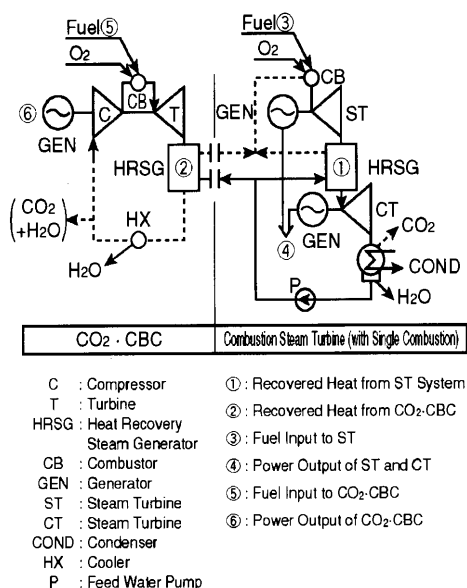 Fuel⑤
O2
Fuel③
O2
CB
⑥
C
CB
T
GEN
GEN
ST
HRSG
②
①
HRSG
CT
(CO2
+H2O)
HX
④
GEN
CO2
COND
H2O
P
H2O
CO2 · CBC
Combustion Steam Turbine (with Single Combustion)
C : Compressor
T : Turbine
HRSG : Heat Recovery
Steam Generator
CB : Combustor
GEN : Generator
ST : Steam Turbine
CT : Steam Turbine
COND : Condenser
HX : Cooler
P : Feed Water Pump
① : Recovered Heat from ST System
② : Recovered Heat from CO2·CBC
③ : Fuel Input to ST
④ : Power Output of ST and CT
⑤ : Fuel Input to CO2·CBC
⑥ : Power Output of CO2·CBC